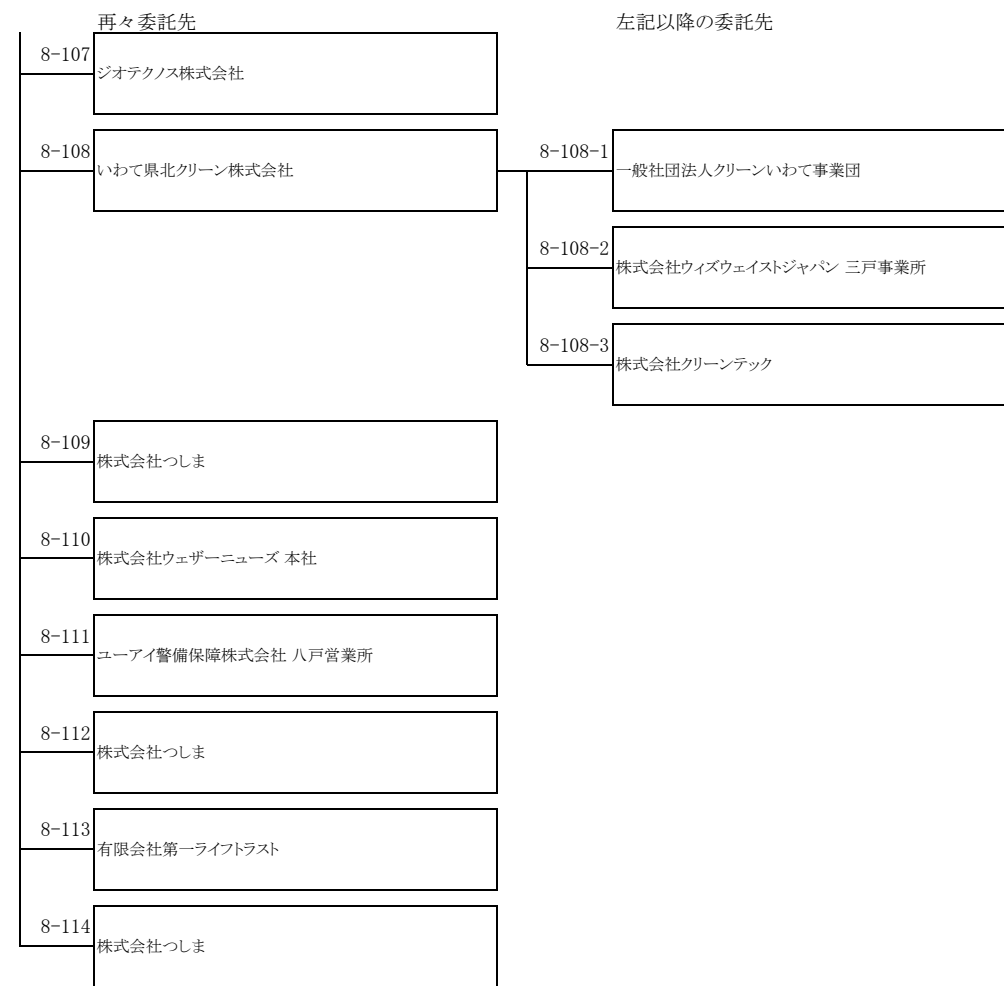 再々委託先
左記以降の委託先
8-107
ジオテクノス株式会社
8-108
いわて県北クリーン株式会社
8-108-1
一般社団法人クリーンいわて事業団
8-108-2
株式会社ウィズウェイストジャパン 三戸事業所
8-108-3
株式会社クリーンテック
8-109
株式会社つしま
8-110
株式会社ウェザーニューズ 本社
8-111
ユーアイ警備保障株式会社 八戸営業所
8-112
株式会社つしま
8-113
有限会社第一ライフトラスト
8-114
株式会社つしま